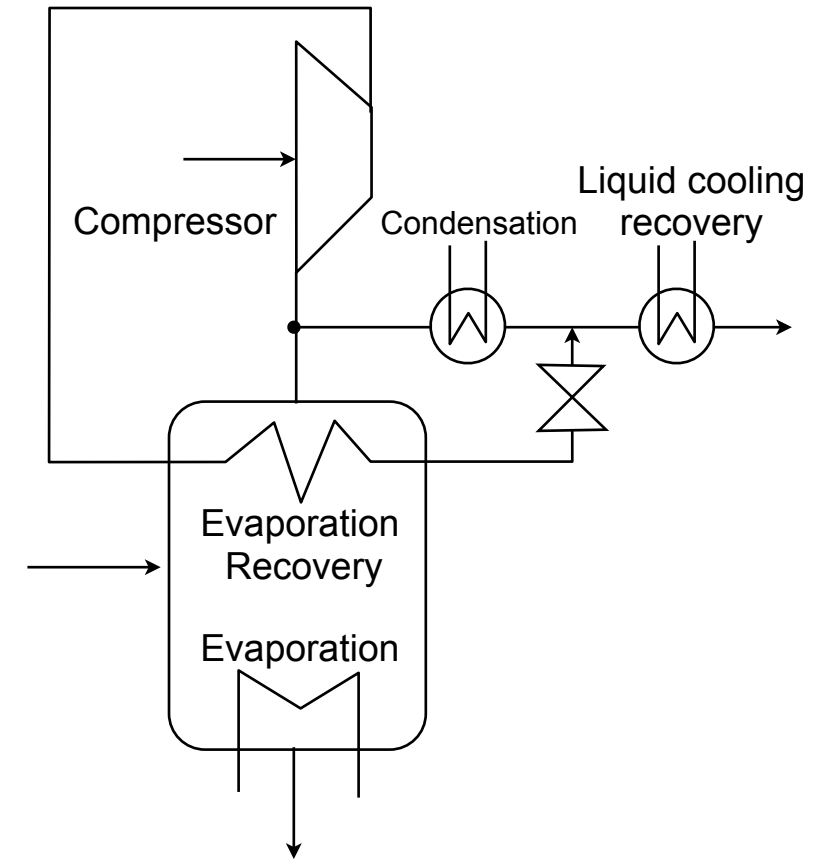 Compressor
Condensation
Liquid cooling
recovery
Evaporation
Recovery
Evaporation